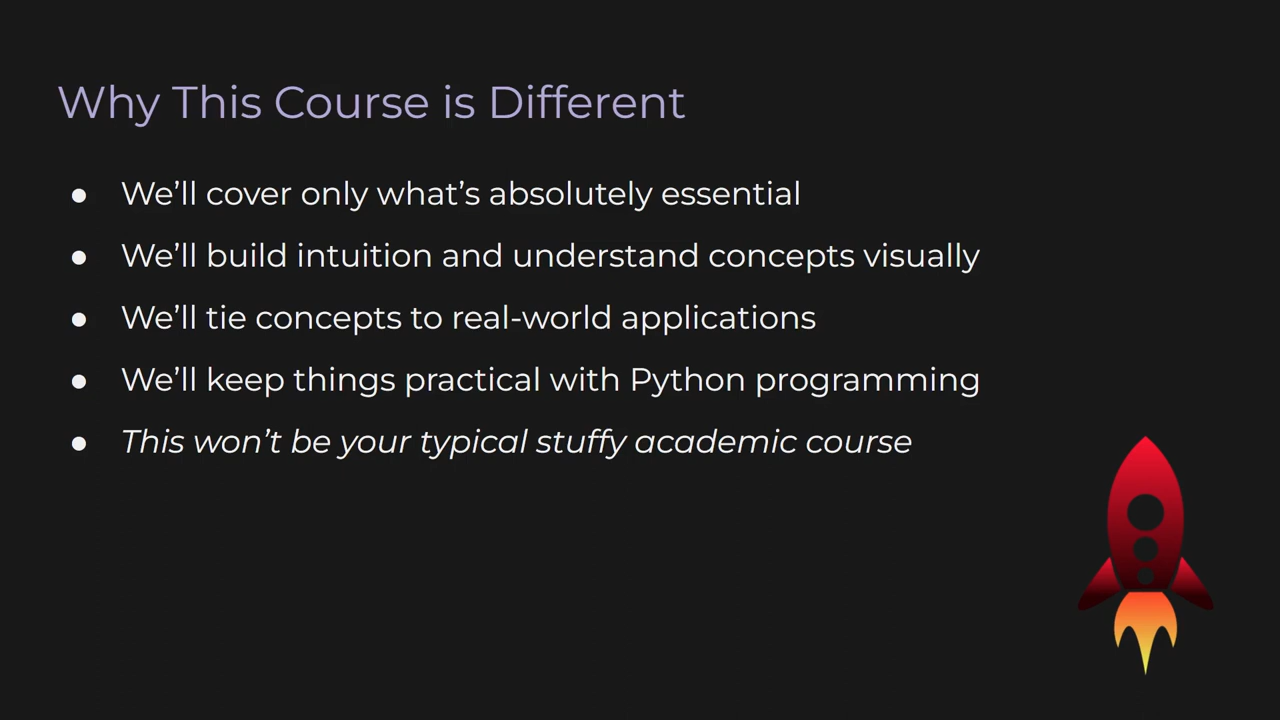 Why This Course is Different
● We’ll cover only what’s absolutely essential
● We’ll build intuition and understand concepts visually
● We’ll tie concepts to real-world applications
● We’ll keep things practical with Python programming
● This won’t be your typical stuffy academic course